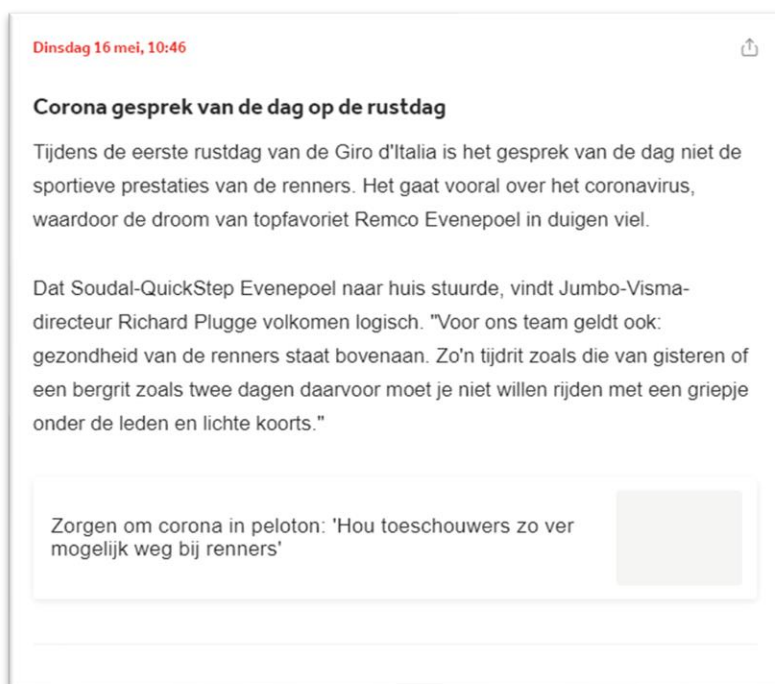 Dinsdag 16 mei, 10:46
Corona gesprek van de dag op de rustdag
Tijdens de eerste rustdag van de Giro d'Italia is het gesprek van de dag niet de
sportieve prestaties van de renners. Het gaat vooral over het coronavirus,
waardoor de droom van topfavoriet Remco Evenepoel in duigen viel.
Dat Soudal-QuickStep Evenepoel naar huis stuurde, vindt Jumbo-Visma-
directeur Richard Plugge volkomen logisch. "Voor ons team geldt ook:
gezondheid van de renners staat bovenaan. Zo'n tijdrit zoals die van gisteren of
een bergrit zoals twee dagen daarvoor moet je niet willen rijden met een griepje
onder de leden en lichte koorts."
Zorgen om corona in peloton: 'Hou toeschouwers zo ver
mogelijk weg bij renners'